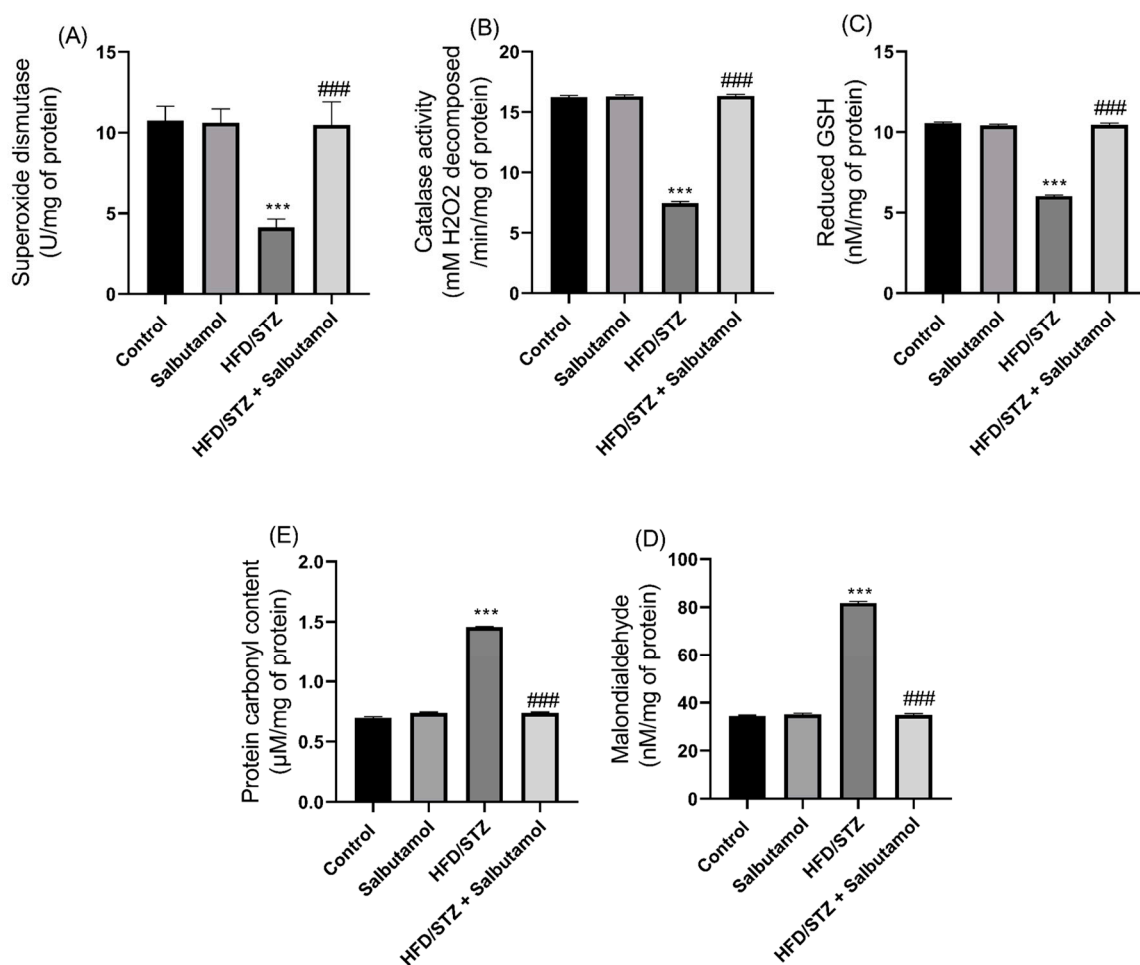 (A)
Superoxide dismutase
(U/mg of protein)
15
10
5
0
***
###
Control
Salbutamol
HFD/STZ
HFD/STZ + Salbutamol
(B)
Catalase activity
(mM H2O2 decomposed
/min/mg of protein)
20
15
10
5
0
***
###
Control
Salbutamol
HFD/STZ
HFD/STZ + Salbutamol
(C)
Reduced GSH
(nM/mg of protein)
15
10
5
0
***
###
Control
Salbutamol
HFD/STZ
HFD/STZ + Salbutamol
(E)
Protein carbonyl content
(µM/mg of protein)
2.0
1.5
1.0
0.5
0.0
***
###
Control
Salbutamol
HFD/STZ
HFD/STZ + Salbutamol
(D)
Malondialdehyde
(nM/mg of protein)
100
80
60
40
20
0
***
###
Control
Salbutamol
HFD/STZ
HFD/STZ + Salbutamol